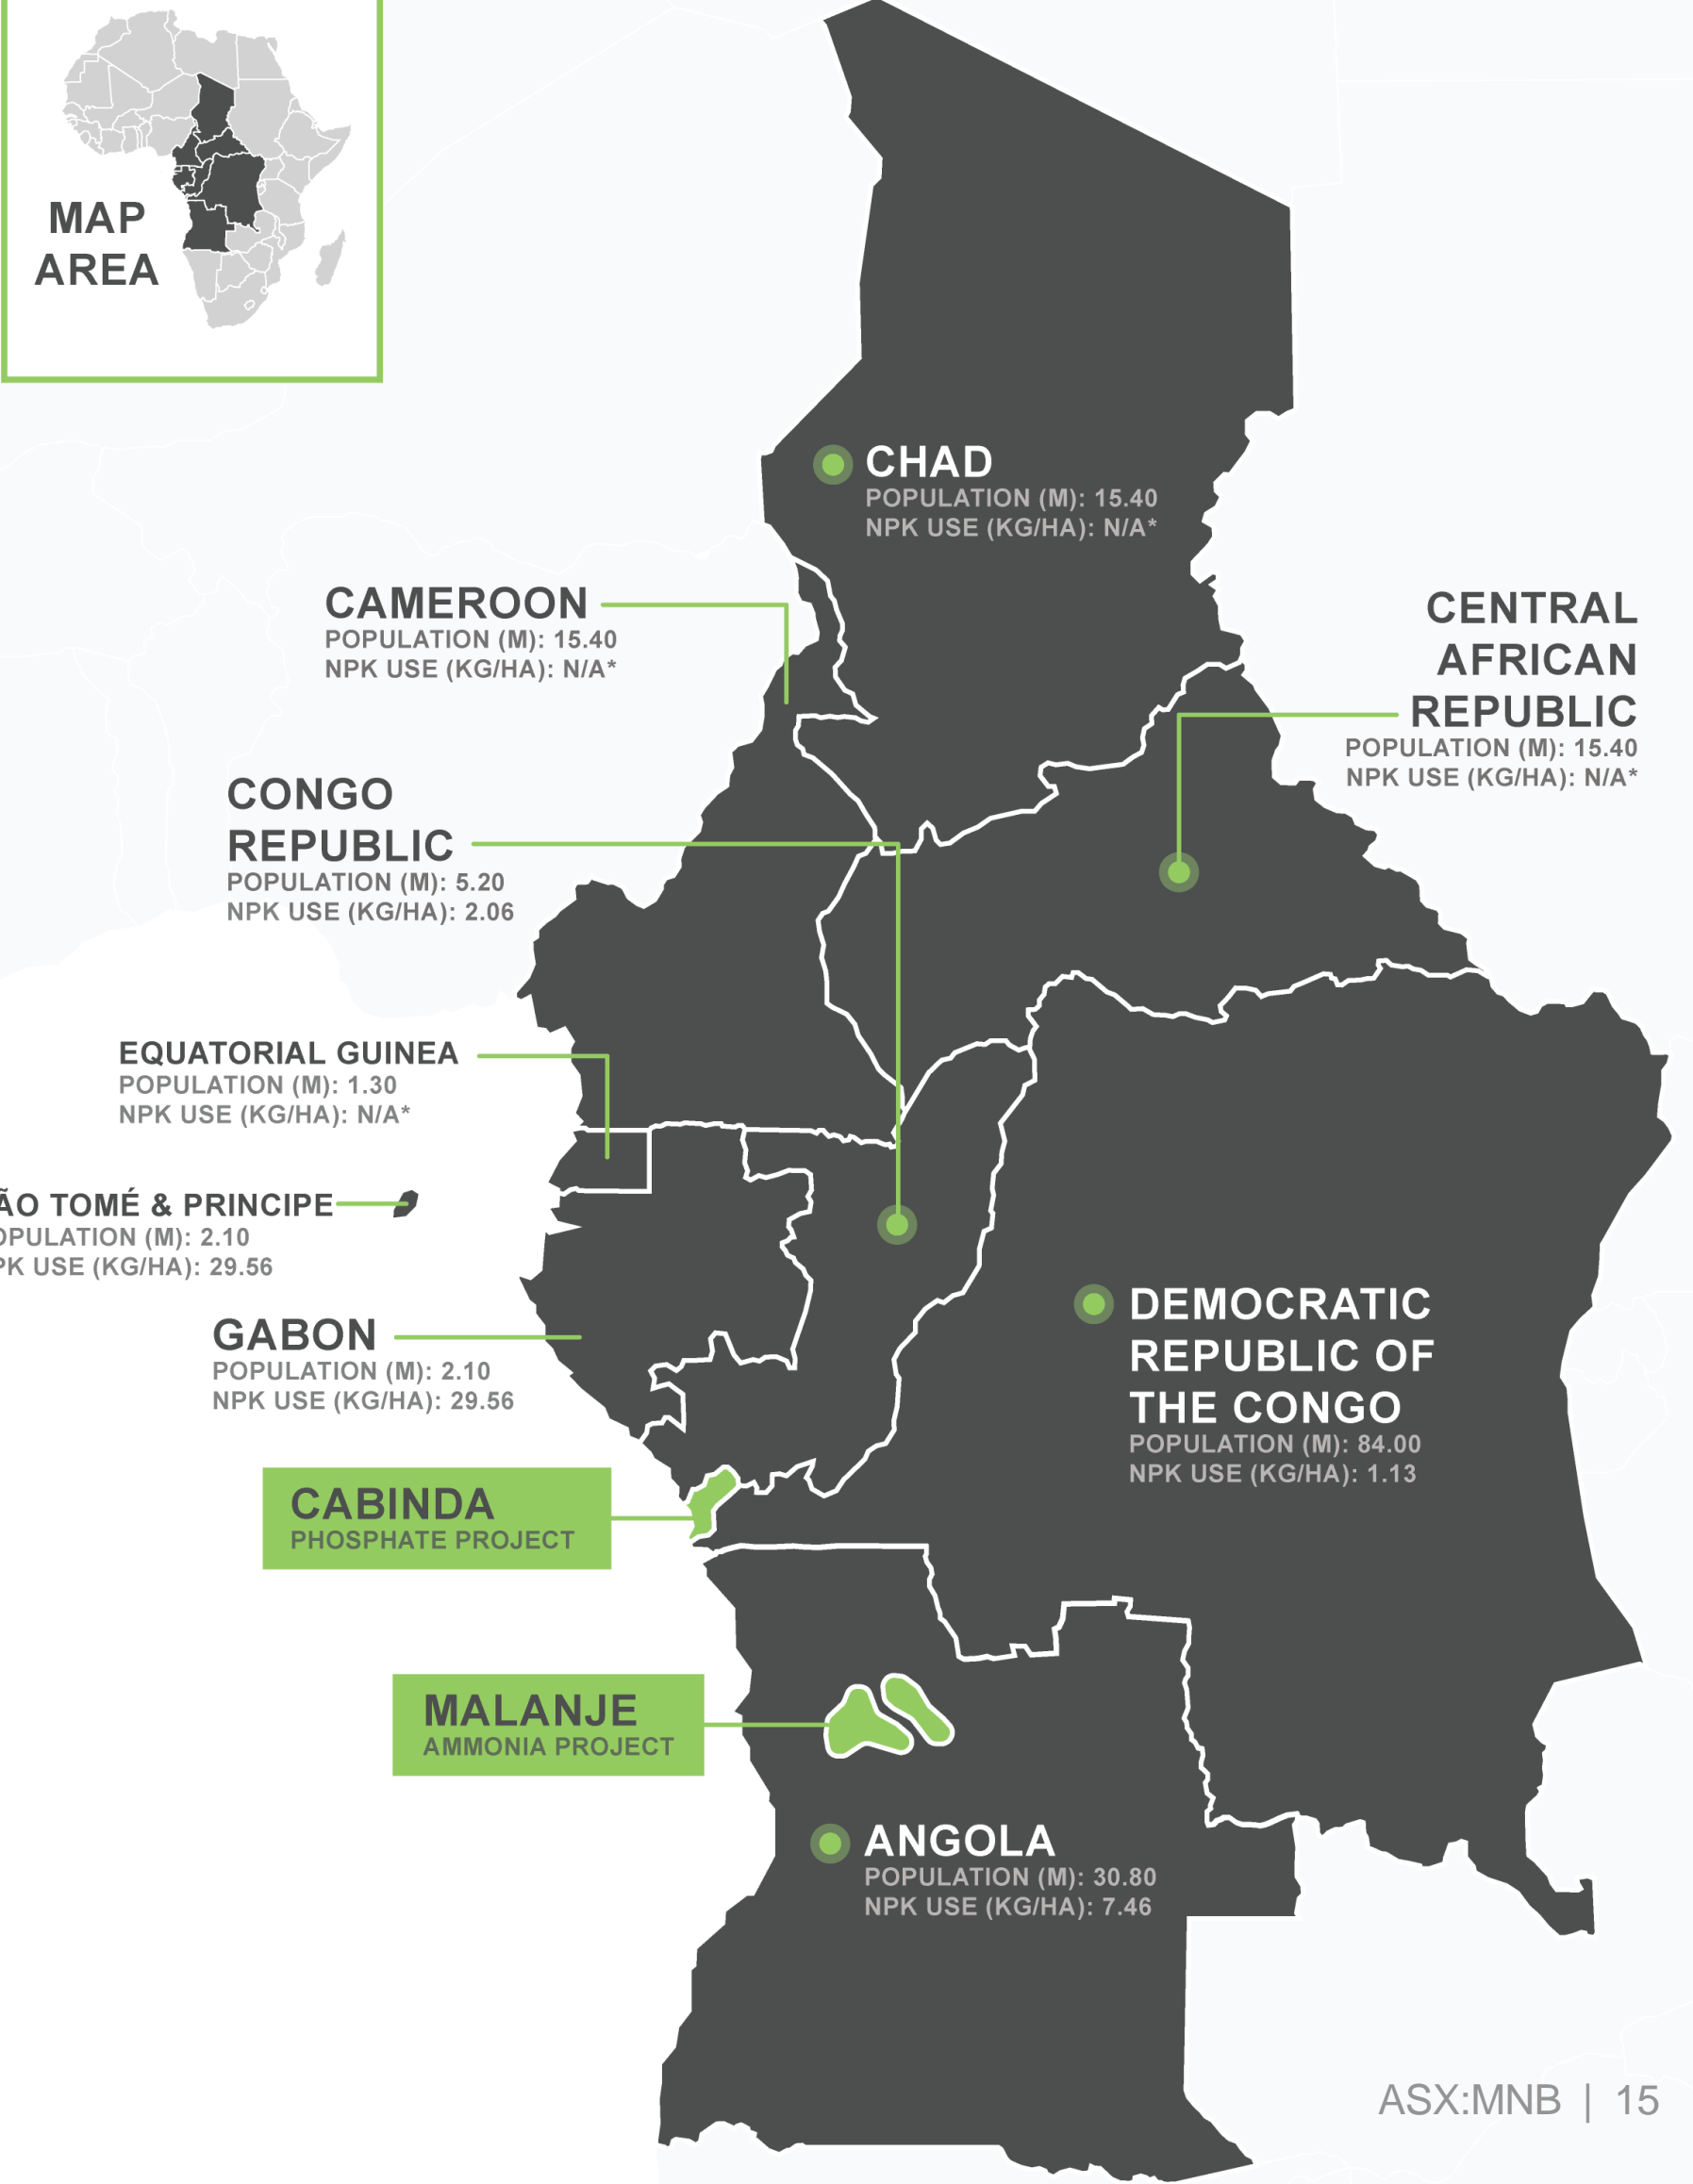 MAP
AREA
CHAD
POPULATION (M): 15.40
NPK USE (KG/HA): N/A*
CAMEROON
POPULATION (M): 15.40
NPK USE (KG/HA): N/A*
CENTRAL
AFRICAN
REPUBLIC
POPULATION (M): 15.40
NPK USE (KG/HA): N/A*
CONGO
REPUBLIC
POPULATION (M): 5.20
NPK USE (KG/HA): 2.06
EQUATORIAL GUINEA
POPULATION (M): 1.30
NPK USE (KG/HA): N/A*
ÃO TOMÉ & PRINCIPE
OPULATION (M): 2.10
PK USE (KG/HA): 29.56
GABON
POPULATION (M): 2.10
NPK USE (KG/HA): 29.56
DEMOCRATIC
REPUBLIC OF
THE CONGO
POPULATION (M): 84.00
NPK USE (KG/HA): 1.13
CABINDA
PHOSPHATE PROJECT
MALANJE
AMMONIA PROJECT
ANGOLA
POPULATION (M): 30.80
NPK USE (KG/HA): 7.46
ASX:MNB | 15